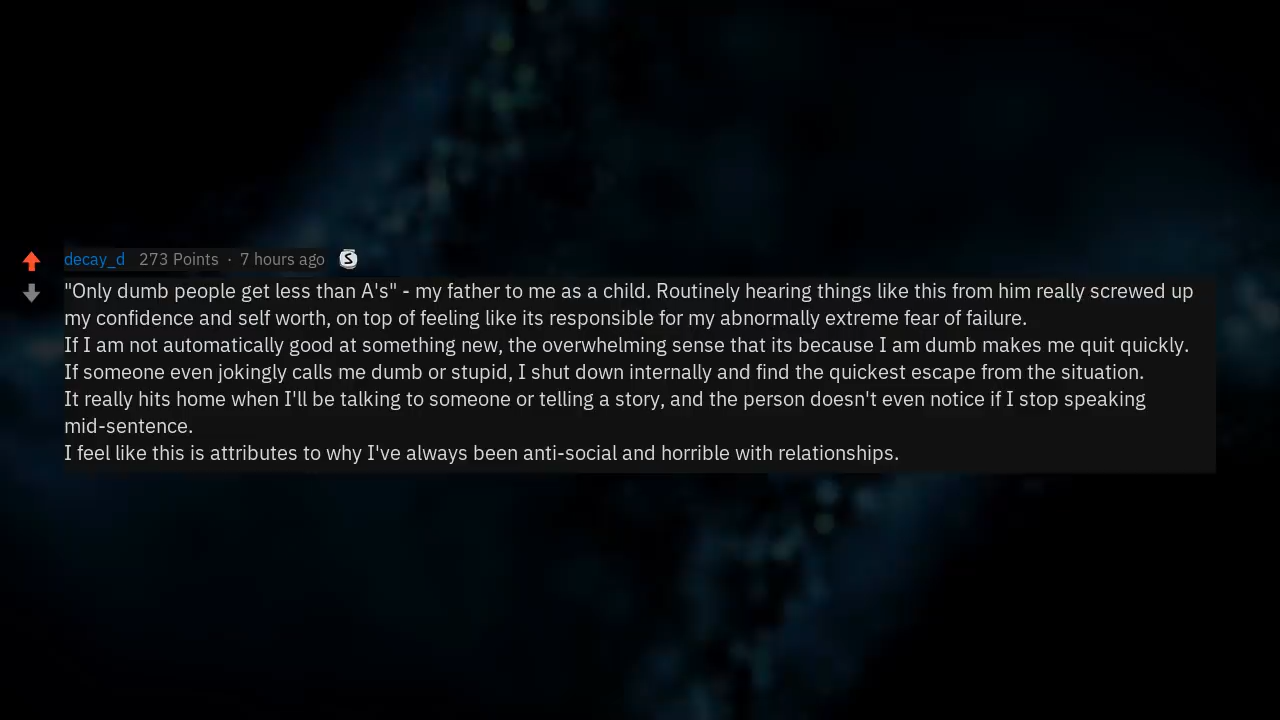 decay_d 273 Points · 7 hours ago S
"Only dumb people get less than A's" - my father to me as a child. Routinely hearing things like this from him really screwed up
my confidence and self worth, on top of feeling like its responsible for my abnormally extreme fear of failure.
If I am not automatically good at something new, the overwhelming sense that its because I am dumb makes me quit quickly.
If someone even jokingly calls me dumb or stupid, I shut down internally and find the quickest escape from the situation.
It really hits home when I'll be talking to someone or telling a story, and the person doesn't even notice if I stop speaking
mid-sentence.
I feel like this is attributes to why I've always been anti-social and horrible with relationships.